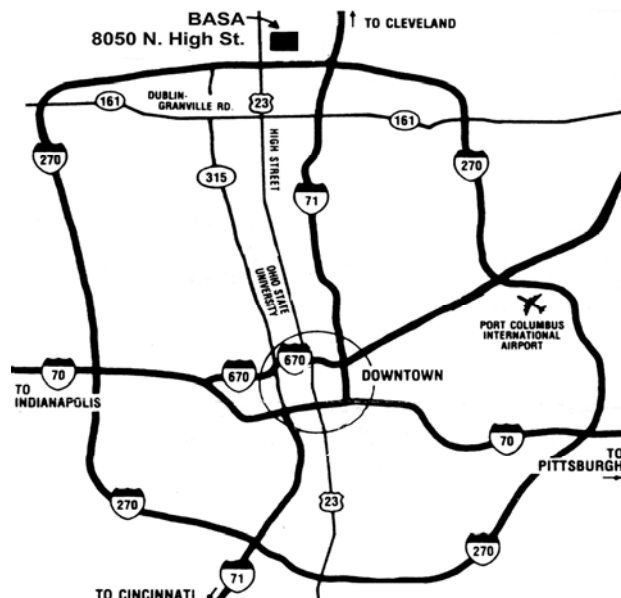 BASA
8050 N. High St.
TO CLEVELAND
DUBLIN-
GRANVILLE RD.
161
23
161
270
315
HIGH STREET
71
270
OHIO STATE
UNIVERSITY
PORT COLUMBUS
INTERNATIONAL
AIRPORT
70
670
670
DOWNTOWN
TO
INDIANAPOLIS
70
TO
PITTSBURGH
23
270
270
71
TO CINCINNATI